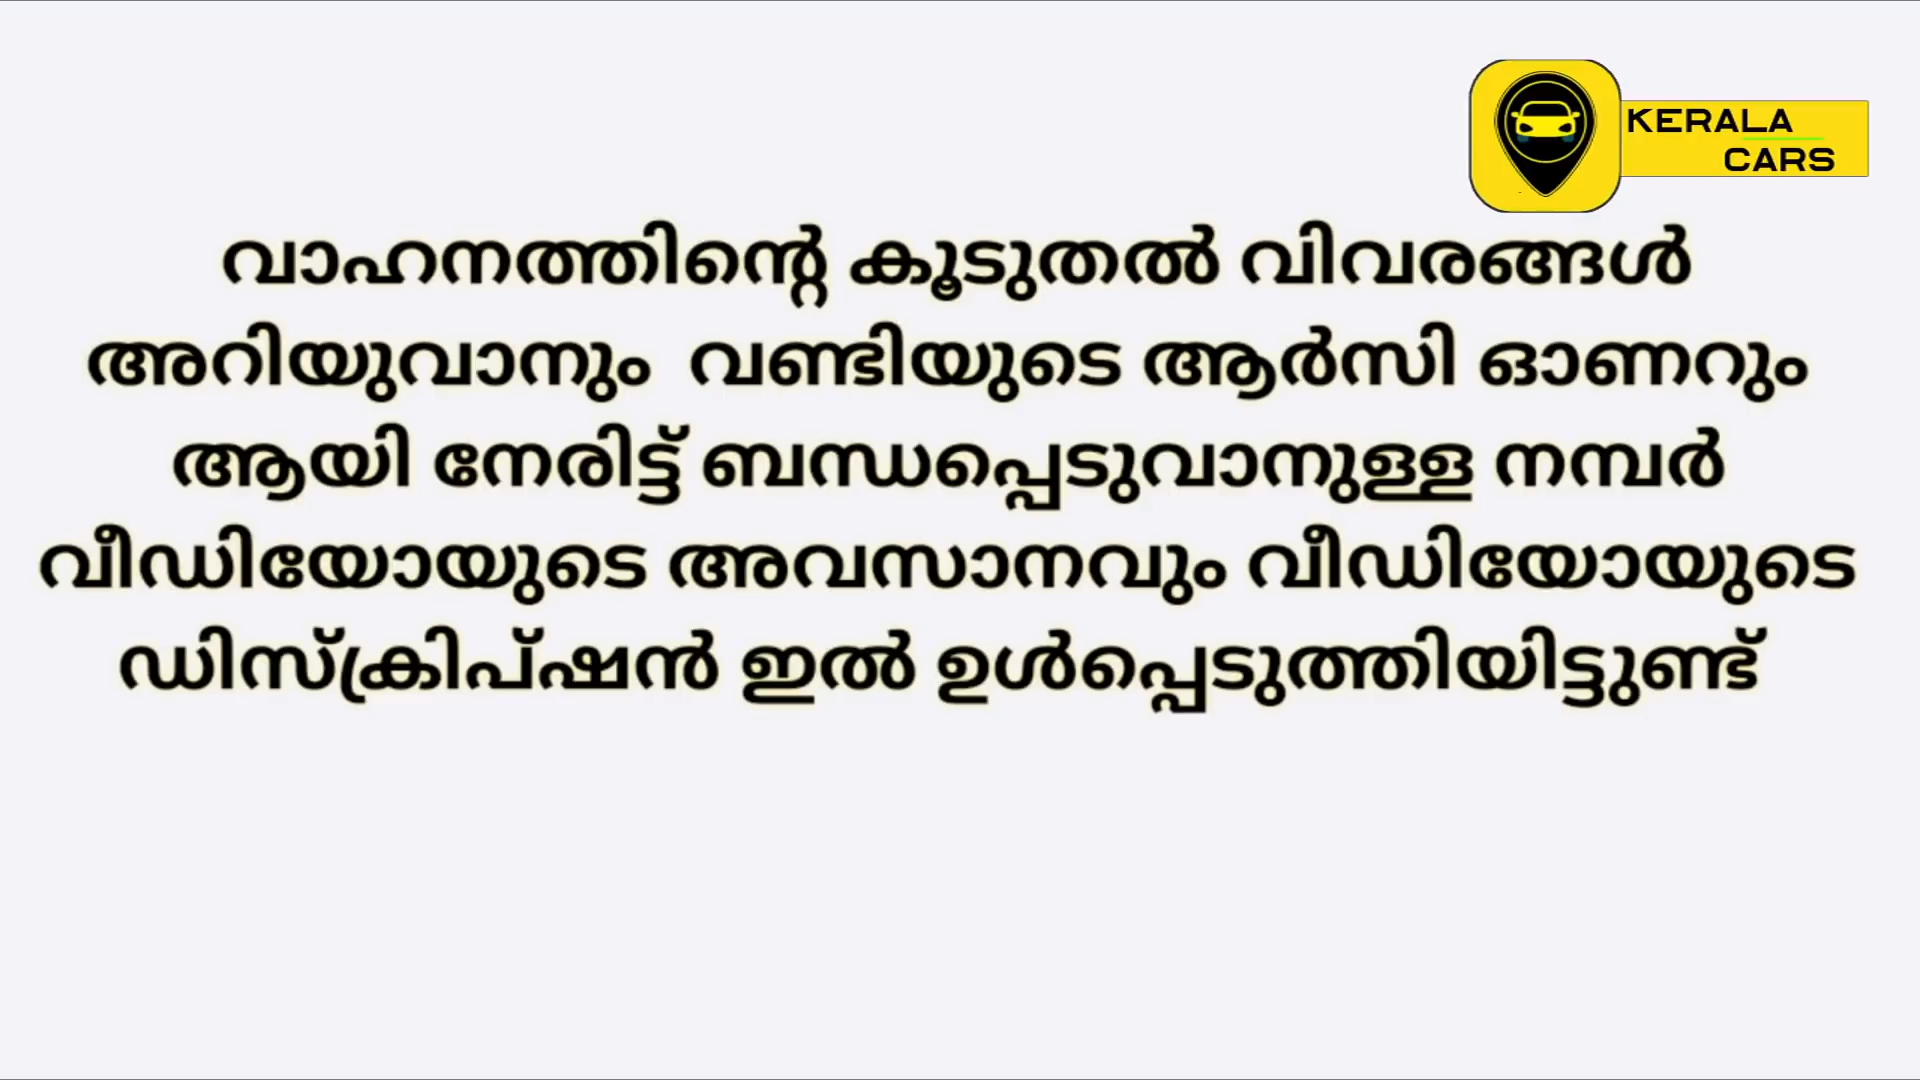 KERALA
CARS
വാഹനത്തിന്റെ കൂടുതൽ വിവരങ്ങൾ
അറിയുവാനും വണ്ടിയുടെ ആർസി ഓണറും
ആയി നേരിട്ട് ബന്ധപ്പെടുവാനുള്ള നമ്പർ
വീഡിയോയുടെ അവസാനവും വീഡിയോയുടെ
ഡിസ്ക്രിപ്ഷൻ ഇൽ ഉൾപ്പെടുത്തിയിട്ടുണ്ട്